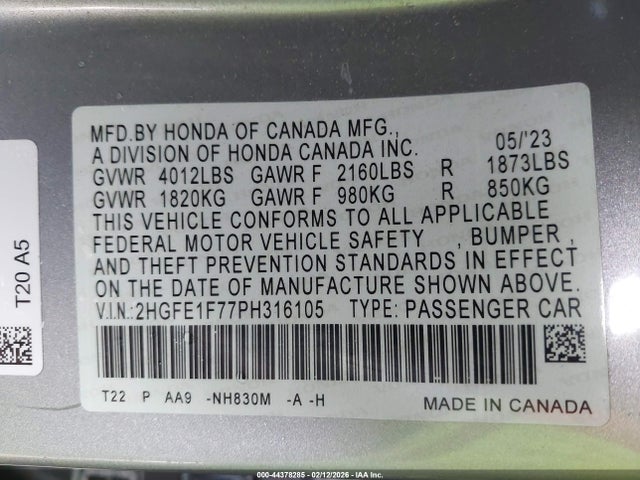 MFD.BY HONDA OF CANADA MFG., 05/'23
A DIVISION OF HONDA CANADA INC.
GVWR 4012LBS GAWR F 2160LBS R 1873LBS
GVWR 1820KG GAWR F 980KG R 850KG
THIS VEHICLE CONFORMS TO ALL APPLICABLE
FEDERAL MOTOR VEHICLE SAFETY , BUMPER ,
AND THEFT PREVENTION STANDARDS IN EFFECT
ON THE DATE OF MANUFACTURE SHOWN ABOVE.
V.I.N.:2HGFE1F77PH316105 TYPE: PASSENGER CAR
T22 P AA9 -NH830M -A -H
MADE IN CANADA
T20 A5
000-44378285 - 02/12/2026 - IAA Inc.